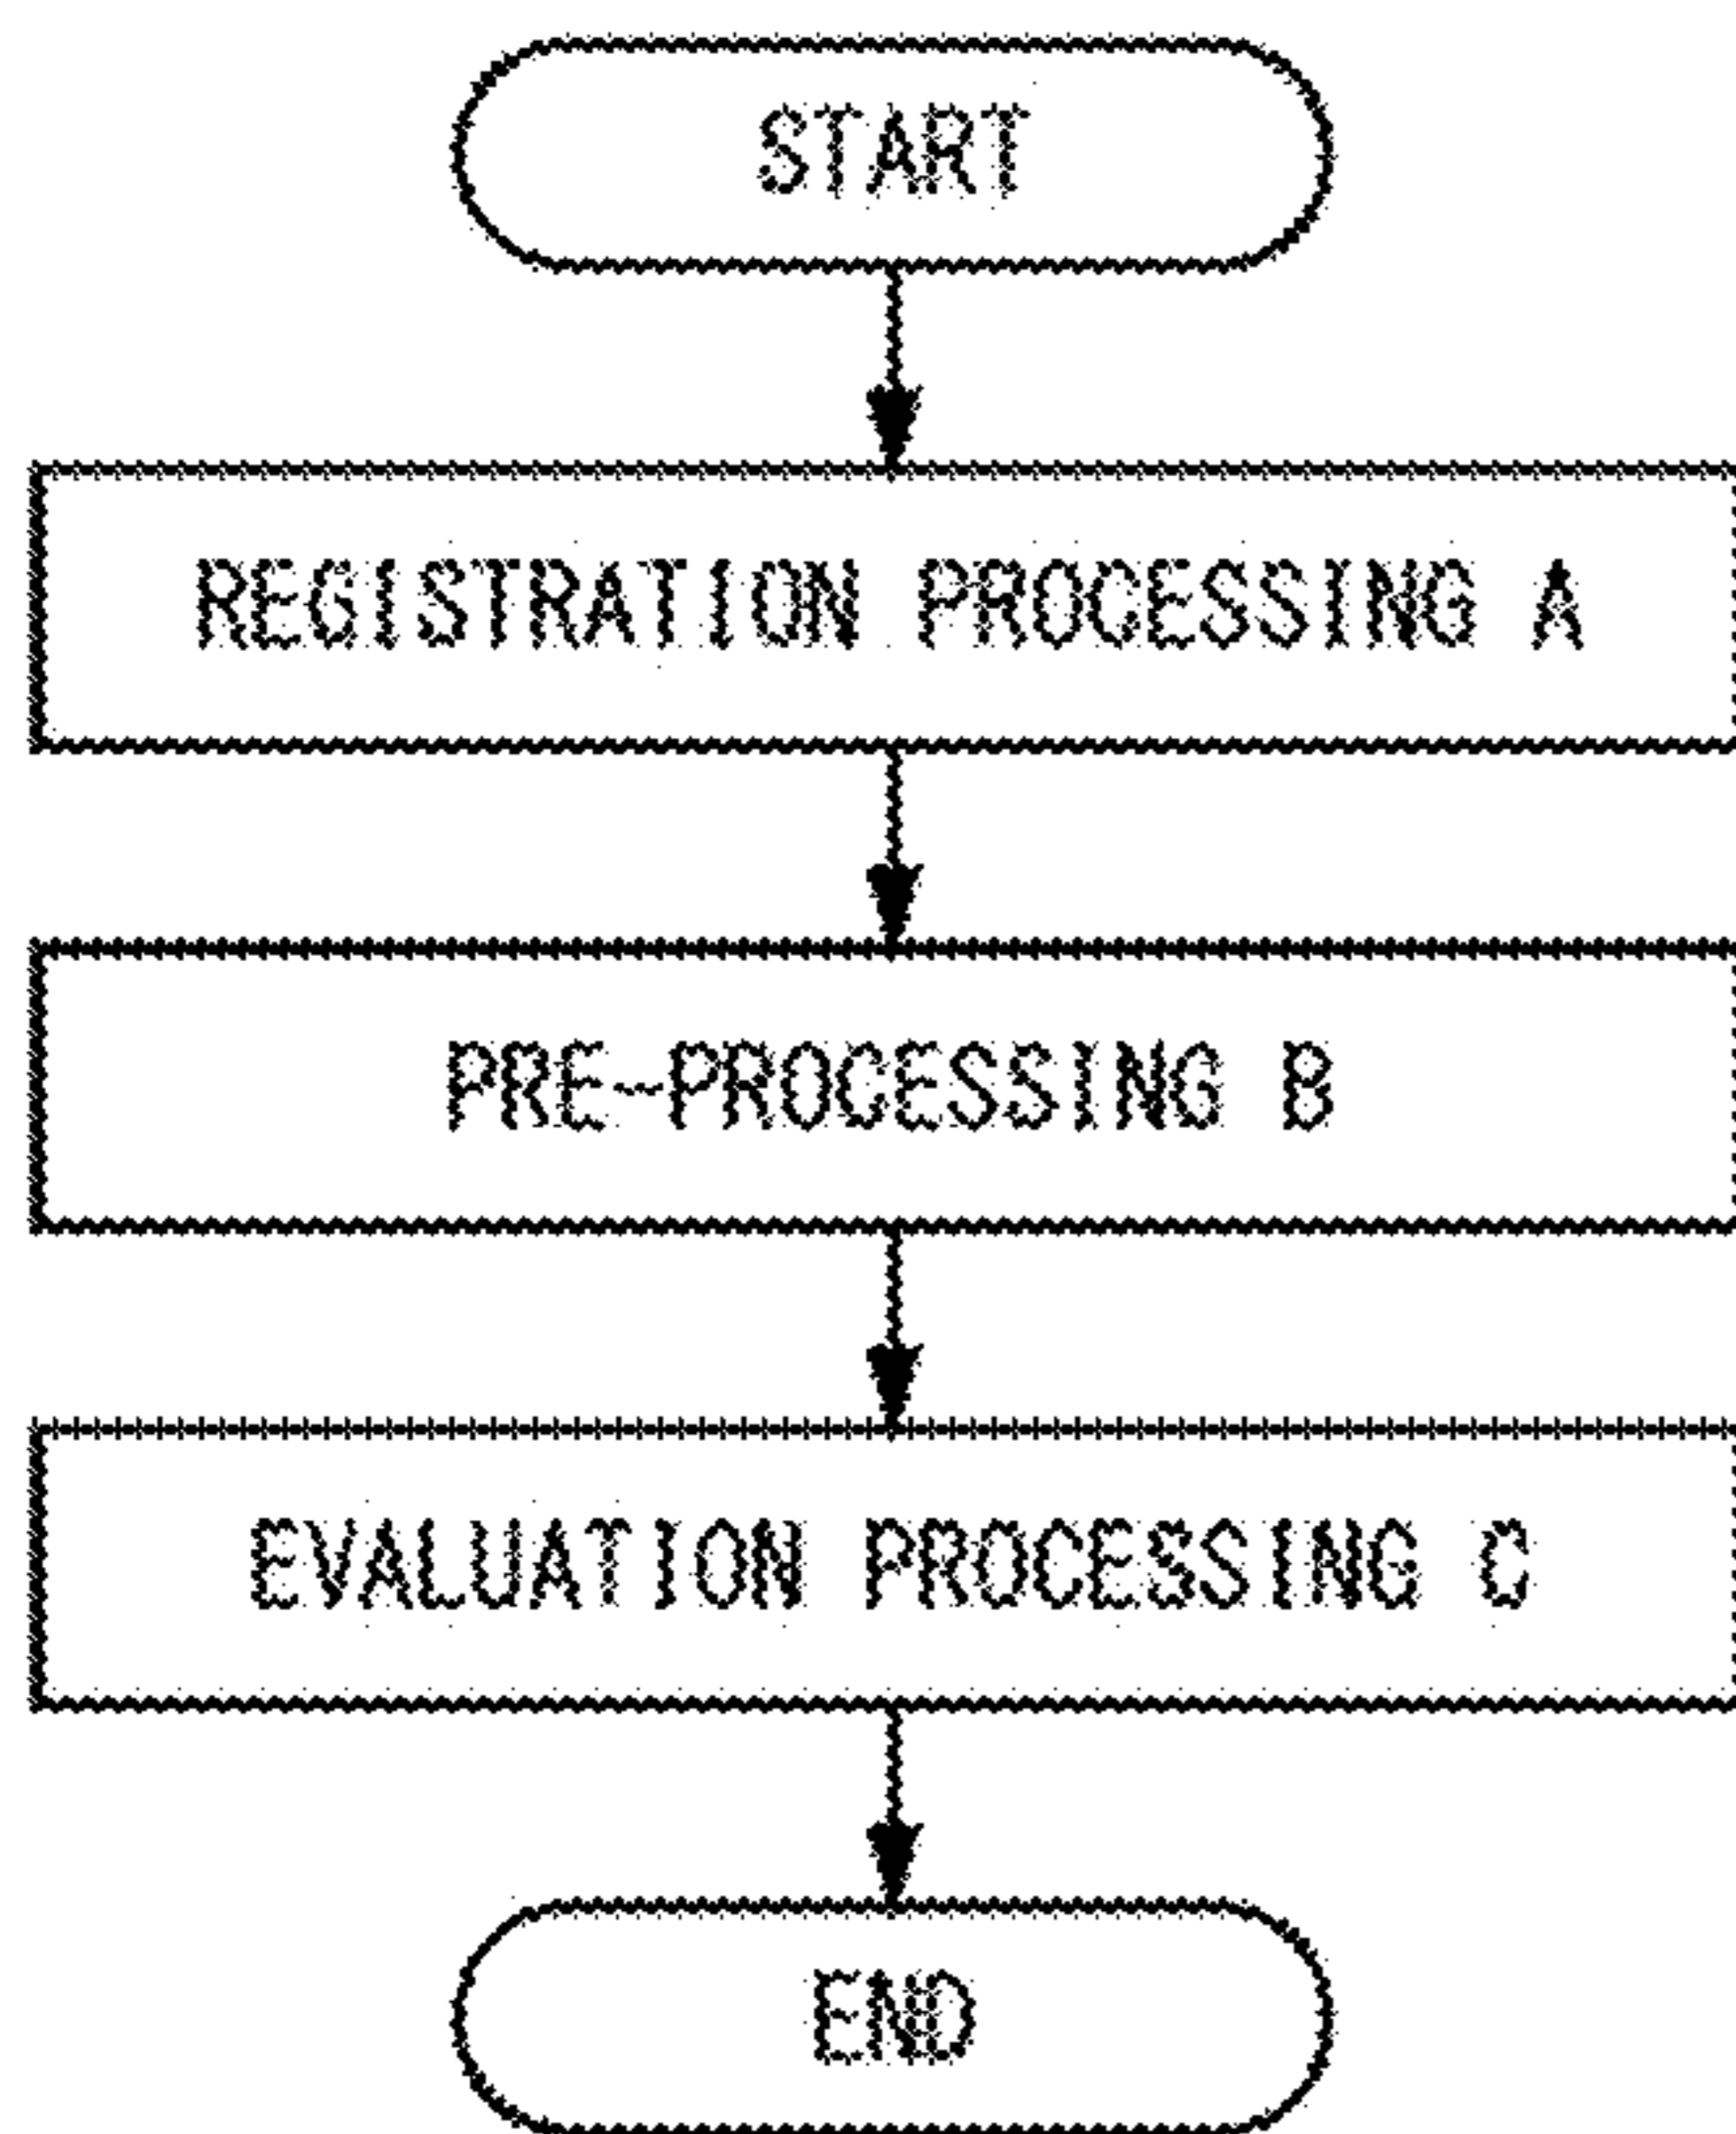 START
REGISTRATION PROCESSING A
PRE-PROCESSING B
EVALUATION PROCESSING C
END